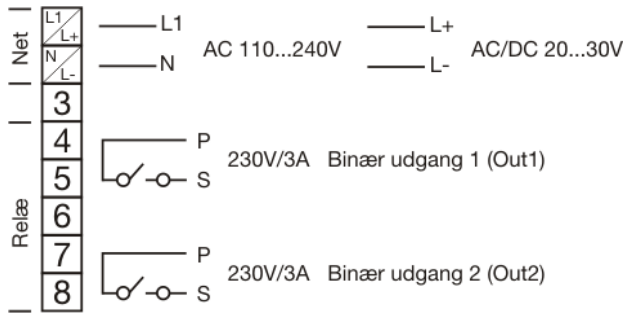 Net
L1
L+
N
L-
L1
N
AC 110...240V
L+
L-
AC/DC 20...30V
3
Relæ
4
5
6
7
8
P
S
230V/3A Binær udgang 1 (Out1)
P
S
230V/3A Binær udgang 2 (Out2)